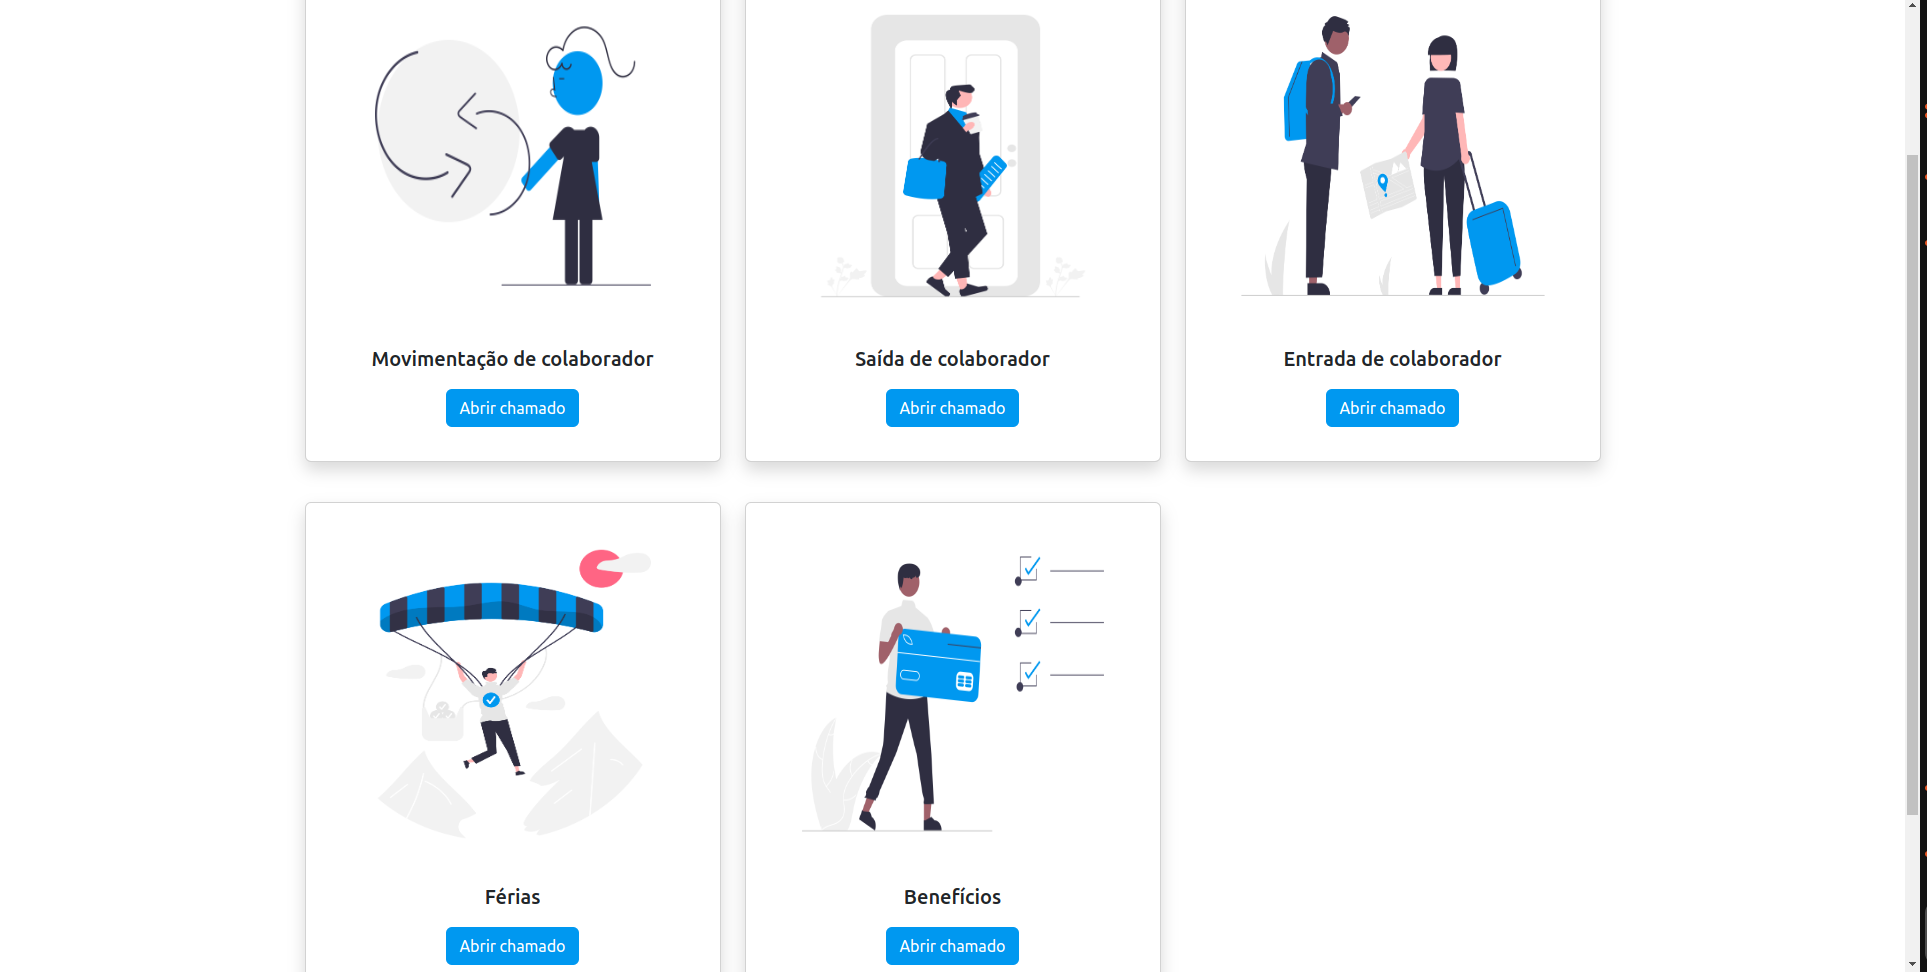 Movimentação de colaborador
Abrir chamado
Saída de colaborador
Abrir chamado
Entrada de colaborador
Abrir chamado
Férias
Abrir chamado
Benefícios
Abrir chamado